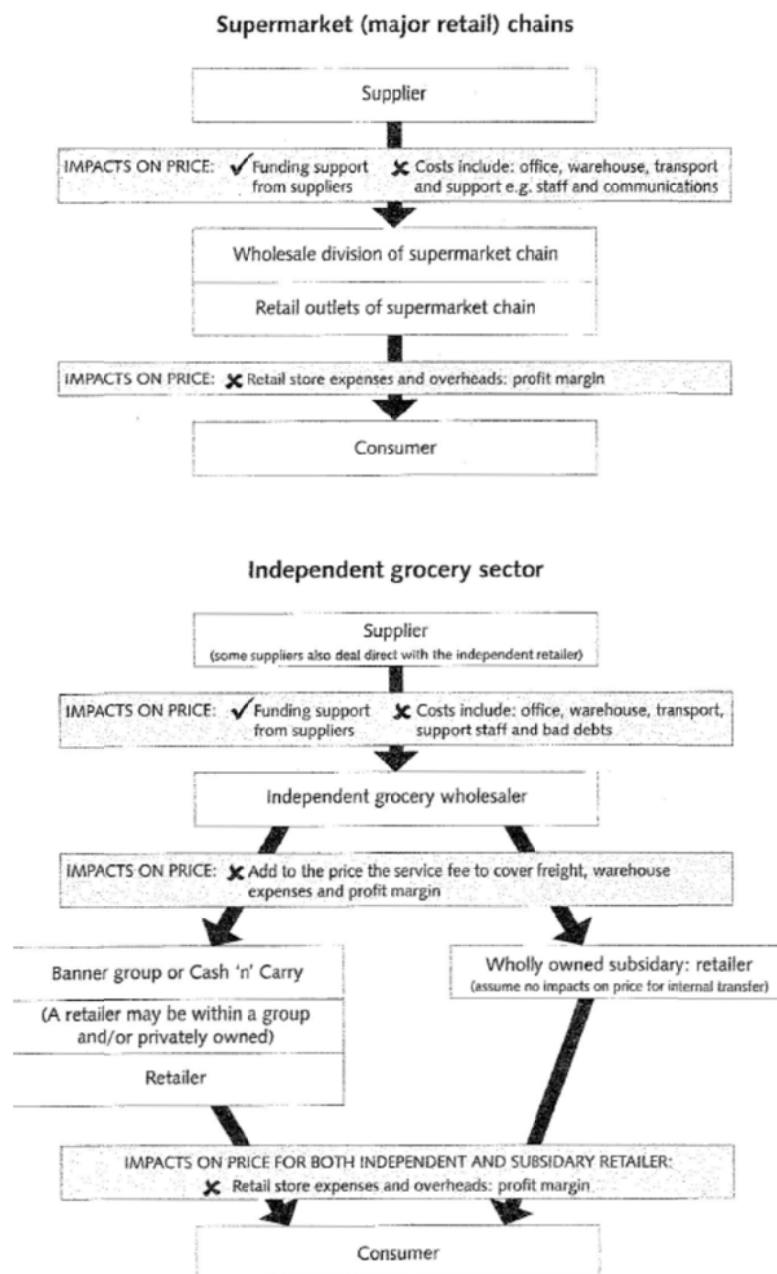 Supermarket (major retail) chains
Supplier
IMPACTS ON PRICE: ✓ Funding support ✗ Costs include: office, warehouse, transport
from suppliers and support e.g. staff and communications
Wholesale division of supermarket chain
Retail outlets of supermarket chain
IMPACTS ON PRICE: ✗ Retail store expenses and overheads: profit margin
Consumer
Independent grocery sector
Supplier
(some suppliers also deal direct with the independent retailer)
IMPACTS ON PRICE: ✓ Funding support ✗ Costs include: office, warehouse, transport,
from suppliers support staff and bad debts
Independent grocery wholesaler
IMPACTS ON PRICE: ✗ Add to the price the service fee to cover freight, warehouse
expenses and profit margin
Banner group or Cash 'n' Carry
(A retailer may be within a group
and/or privately owned)
Retailer
Wholly owned subsidary: retailer
(assume no impacts on price for internal transfer)
IMPACTS ON PRICE FOR BOTH INDEPENDENT AND SUBSIDARY RETAILER:
✗ Retail store expenses and overheads: profit margin
Consumer